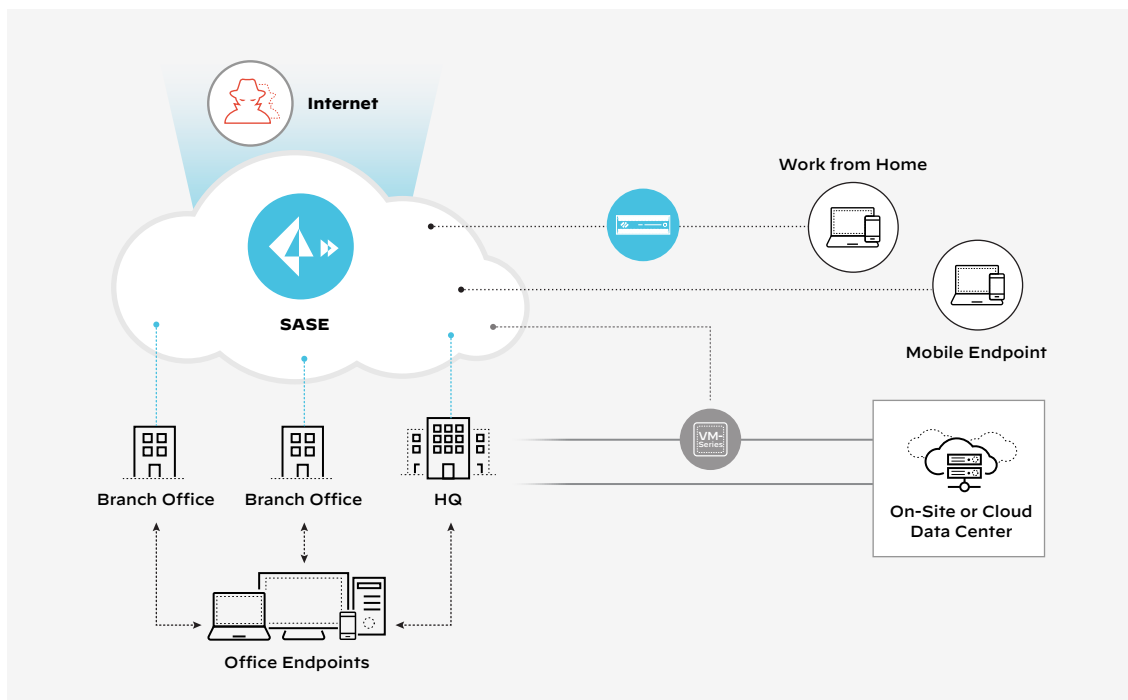 Internet
Work from Home
SASE
Mobile Endpoint
VM-
Series
Branch Office
Branch Office
HQ
On-Site or Cloud
Data Center
Office Endpoints